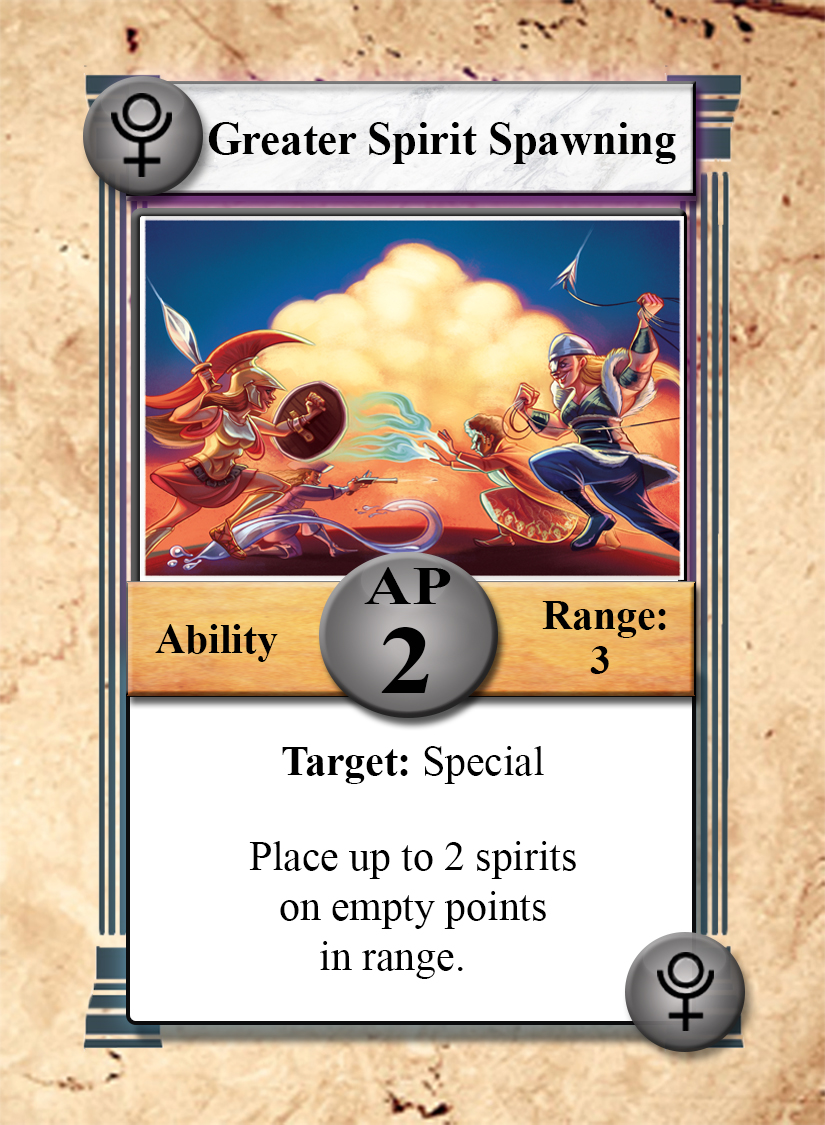 Greater Spirit Spawning
AP
2
Ability
Range:
3
Target: Special
Place up to 2 spirits
on empty points
in range.